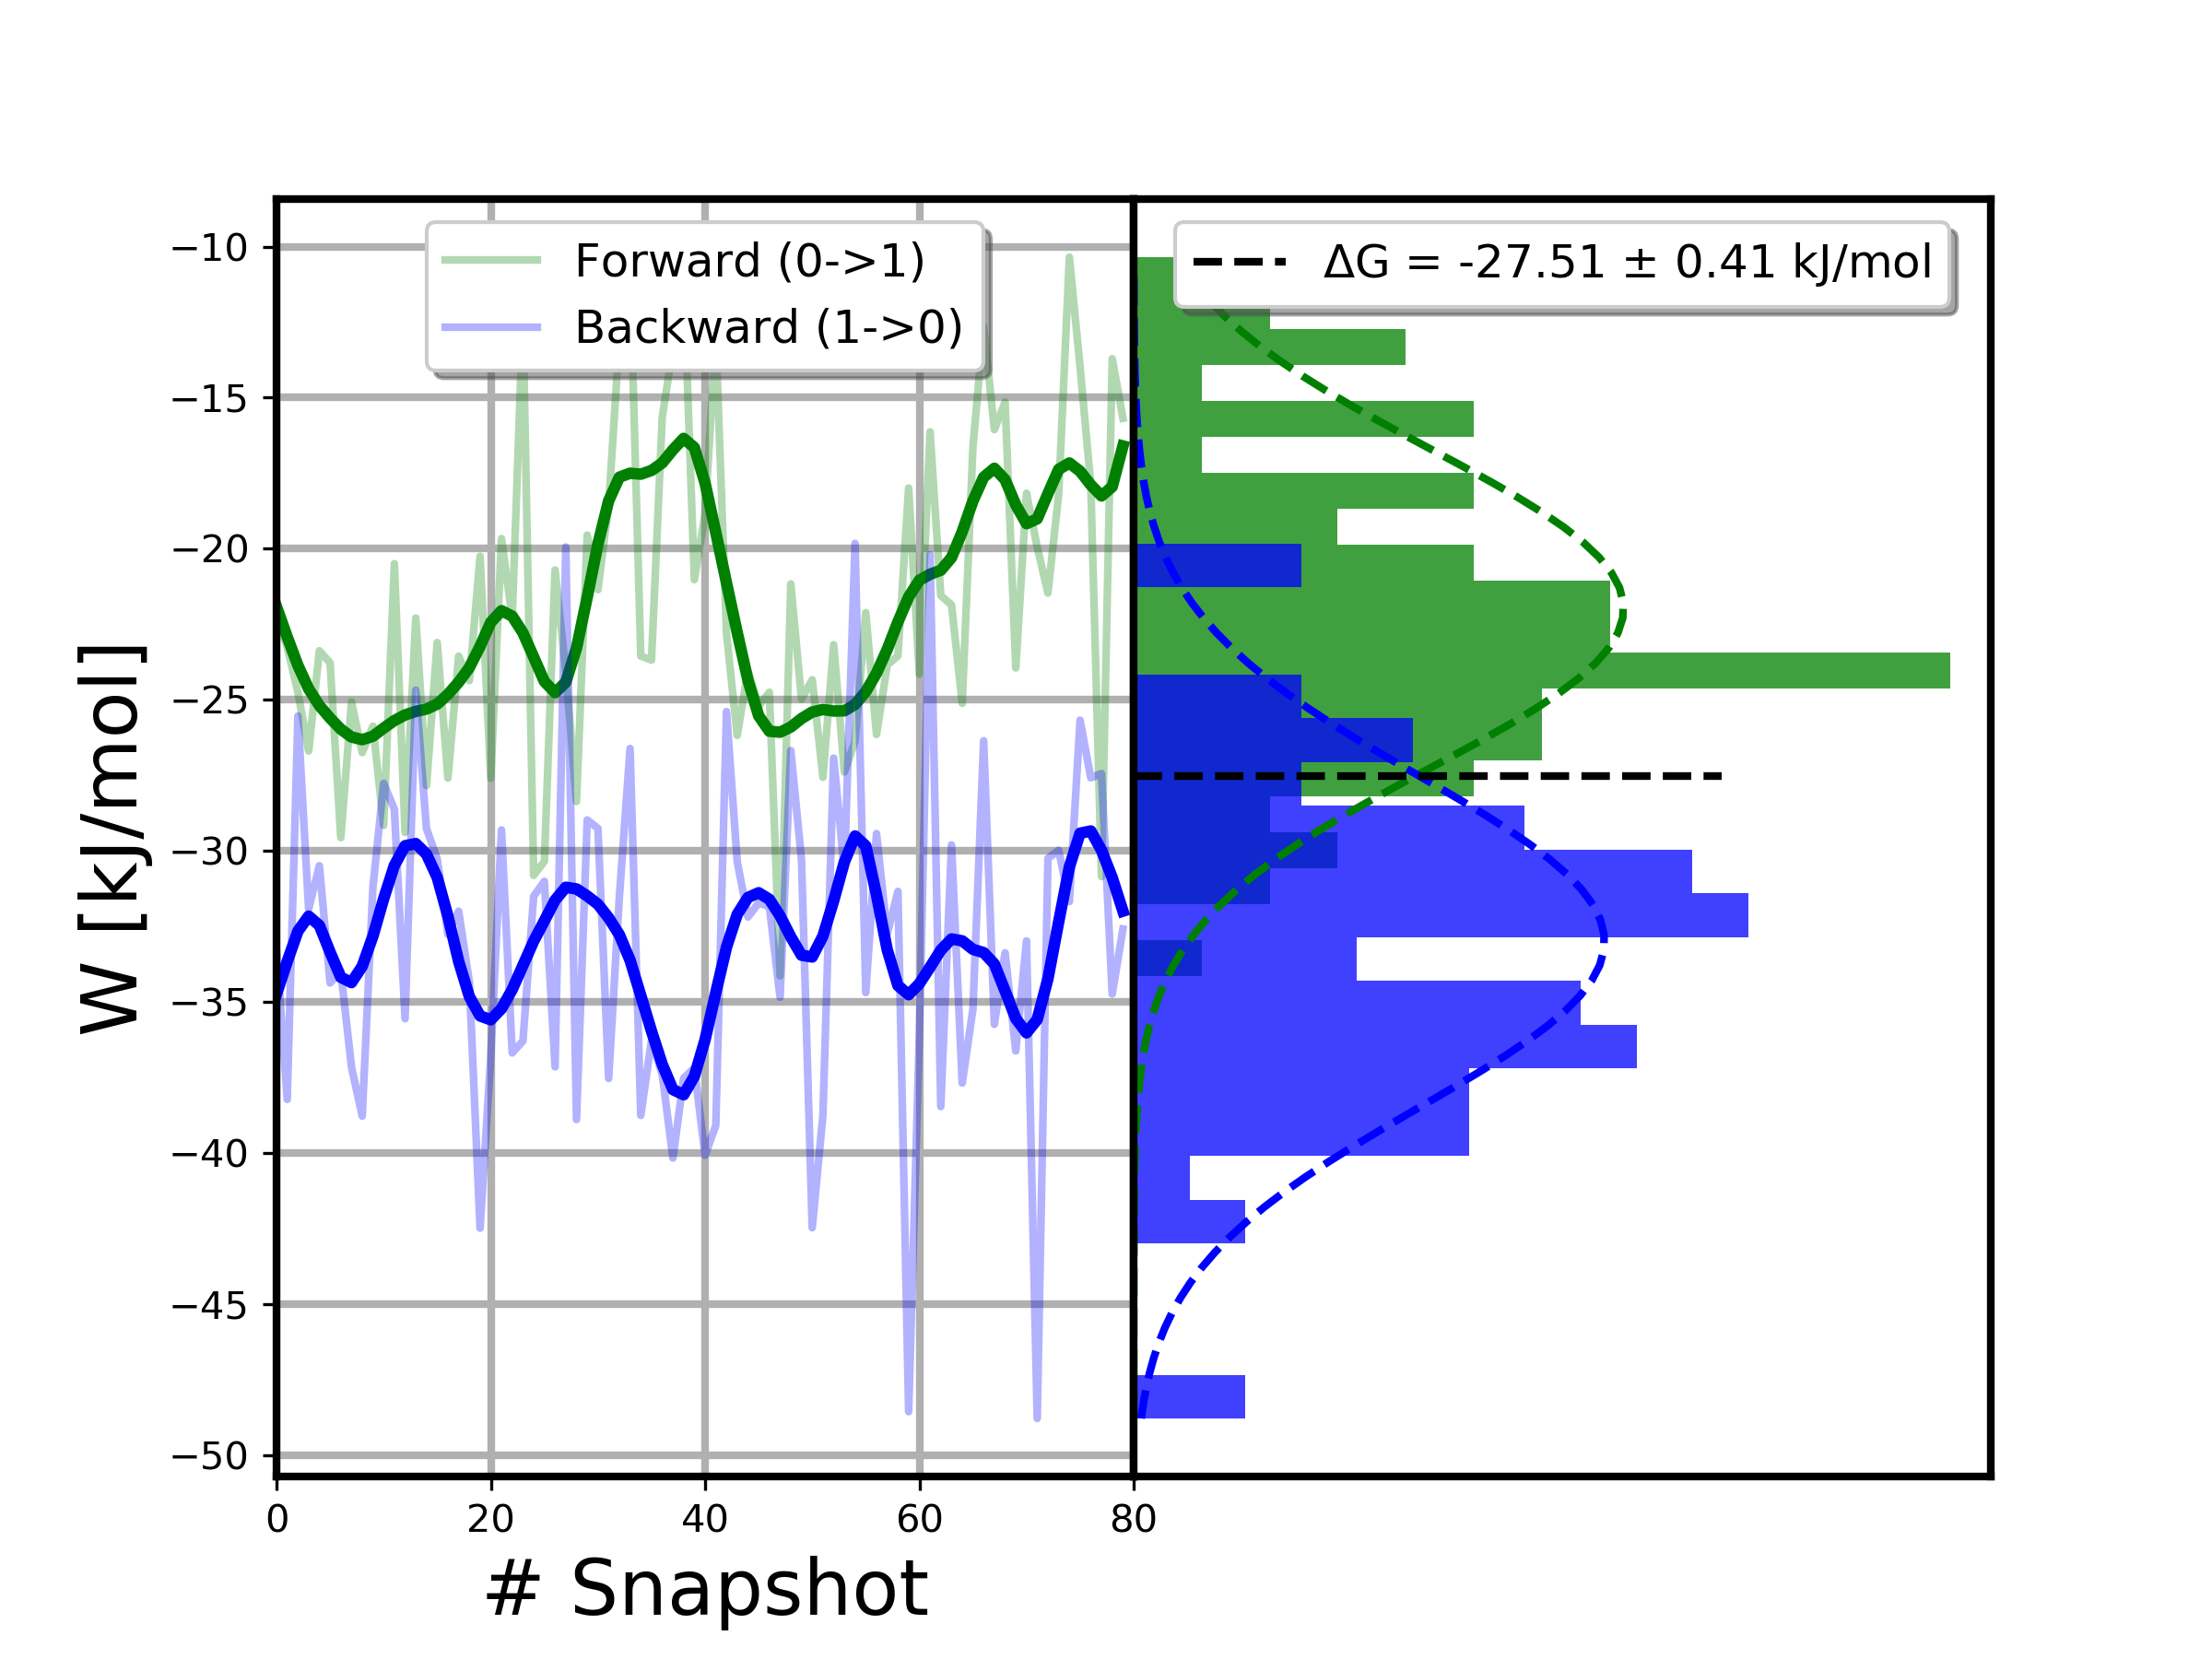 Forward (0->1)
Backward (1->0)
ΔG = -27.51 ± 0.41 kJ/mol
W [kJ/mol]
−10
−15
−20
−25
−30
−35
−40
−45
−50
0 20 40 60 80
# Snapshot